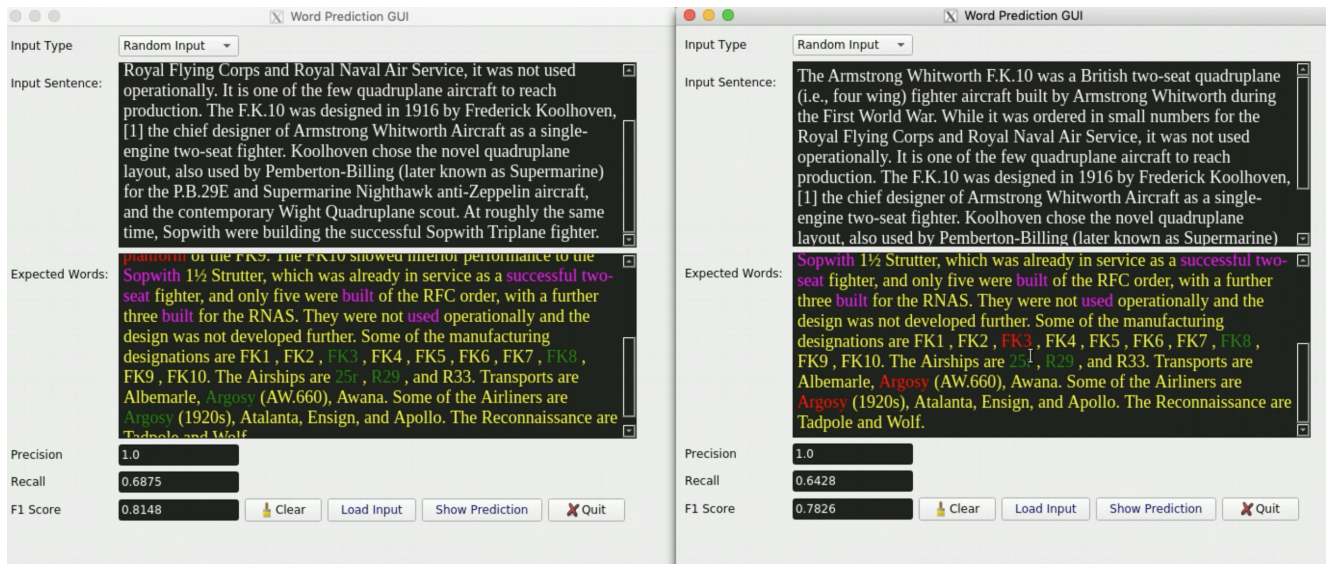 Word Prediction GUI
Input Type
Random Input
Input Sentence:
Royal Flying Corps and Royal Naval Air Service, it was not used
operationally. It is one of the few quadruplane aircraft to reach
production. The F.K.10 was designed in 1916 by Frederick Koolhoven,
[1] the chief designer of Armstrong Whitworth Aircraft as a single-
engine two-seat fighter. Koolhoven chose the novel quadruplane
layout, also used by Pemberton-Billing (later known as Supermarine)
for the P.B.29E and Supermarine Nighthawk anti-Zeppelin aircraft,
and the contemporary Wight Quadruplane scout. At roughly the same
time, Sopwith were building the successful Sopwith Triplane fighter.
Expected Words:
platform of the FK9. The FK10 showed inferior performance to the
Sopwith 1½ Strutter, which was already in service as a successful two-
seat fighter, and only five were built of the RFC order, with a further
three built for the RNAS. They were not used operationally and the
design was not developed further. Some of the manufacturing
designations are FK1 , FK2 , FK3 , FK4 , FK5 , FK6 , FK7 , FK8 ,
FK9 , FK10. The Airships are 25r , R29 , and R33. Transports are
Albemarle, Argosy (AW.660), Awana. Some of the Airliners are
Argosy (1920s), Atalanta, Ensign, and Apollo. The Reconnaissance are
Tadpole and Wolf.
Precision
1.0
Recall
0.6875
F1 Score
0.8148
Clear
Load Input
Show Prediction
Quit
Word Prediction GUI
Input Type
Random Input
Input Sentence:
The Armstrong Whitworth F.K.10 was a British two-seat quadruplane
(i.e., four wing) fighter aircraft built by Armstrong Whitworth during
the First World War. While it was ordered in small numbers for the
Royal Flying Corps and Royal Naval Air Service, it was not used
operationally. It is one of the few quadruplane aircraft to reach
production. The F.K.10 was designed in 1916 by Frederick Koolhoven,
[1] the chief designer of Armstrong Whitworth Aircraft as a single-
engine two-seat fighter. Koolhoven chose the novel quadruplane
layout, also used by Pemberton-Billing (later known as Supermarine)
Expected Words:
Sopwith 1½ Strutter, which was already in service as a successful two-
seat fighter, and only five were built of the RFC order, with a further
three built for the RNAS. They were not used operationally and the
design was not developed further. Some of the manufacturing
designations are FK1 , FK2 , FK3 , FK4 , FK5 , FK6 , FK7 , FK8 ,
FK9 , FK10. The Airships are 25r , R29 , and R33. Transports are
Albemarle, Argosy (AW.660), Awana. Some of the Airliners are
Argosy (1920s), Atalanta, Ensign, and Apollo. The Reconnaissance are
Tadpole and Wolf.
Precision
1.0
Recall
0.6428
F1 Score
0.7826
Clear
Load Input
Show Prediction
Quit